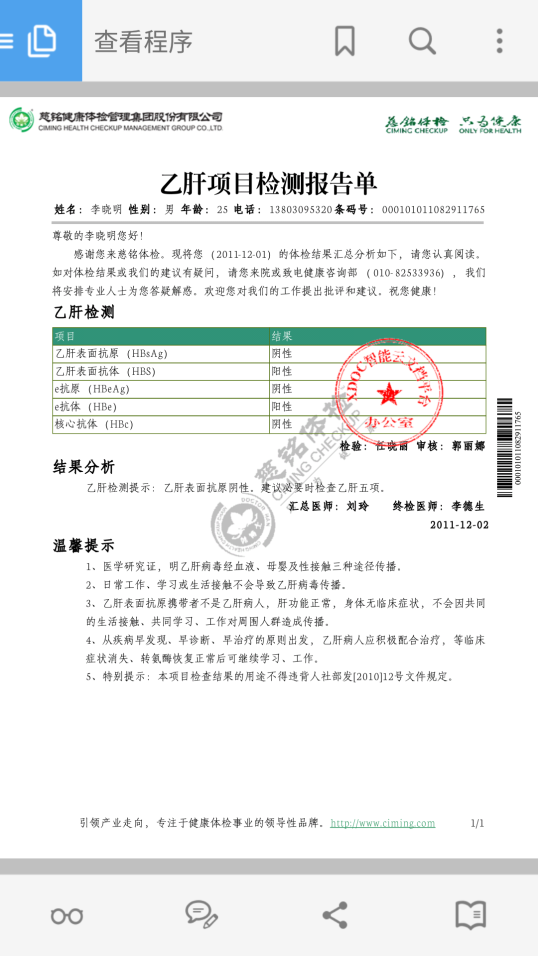 查看程序
慈铭健康体检管理集团股份有限公司
CIMING HEALTH CHECKUP MANAGEMENT GROUP CO.,LTD.
慈铭体检 只为健康
CIMING CHECKUP ONLY FOR HEALTH
乙肝项目检测报告单
姓名：李晓明 性别：男 年龄：25 电话：13803095320 条码号：000101011082911765
尊敬的李晓明您好！
感谢您来慈铭体检。现将您（2011-12-01）的体检结果汇总分析如下，请您认真阅读。
如对体检结果或我们的建议有疑问，请您来院或致电健康咨询部（010-82533936），我们
将安排专业人士为您答疑解惑。欢迎您对我们的工作提出批评和建议。祝您健康！
乙肝检测
项目 结果
乙肝表面抗原（HBsAg） 阴性
乙肝表面抗体（HBS） 阳性
e抗原（HBeAg） 阴性
e抗体（HBe） 阳性
核心抗体（HBc） 阴性
XDOC智能云文档平台
办公室
慈铭体检
CIMING CHECKUP
000101011082911765
检验：任晓丽 审核：郭丽娜
结果分析
乙肝检测提示：乙肝表面抗原阴性。建议必要时检查乙肝五项。
汇总医师：刘玲 终检医师：李德生
2011-12-02
温馨提示
1、医学研究证，明乙肝病毒经血液、母婴及性接触三种途径传播。
2、日常工作、学习或生活接触不会导致乙肝病毒传播。
3、乙肝表面抗原携带者不是乙肝病人，肝功能正常，身体无临床症状，不会因共同
的生活接触、共同学习、工作对周围人群造成传播。
4、从疾病早发现、早诊断、早治疗的原则出发，乙肝病人应积极配合治疗，等临床
症状消失、转氨酶恢复正常后可继续学习、工作。
5、特别提示：本项目检查结果的用途不得违背人社部发[2010]12号文件规定。
引领产业走向，专注于健康体检事业的领导性品牌。http://www.ciming.com 1/1